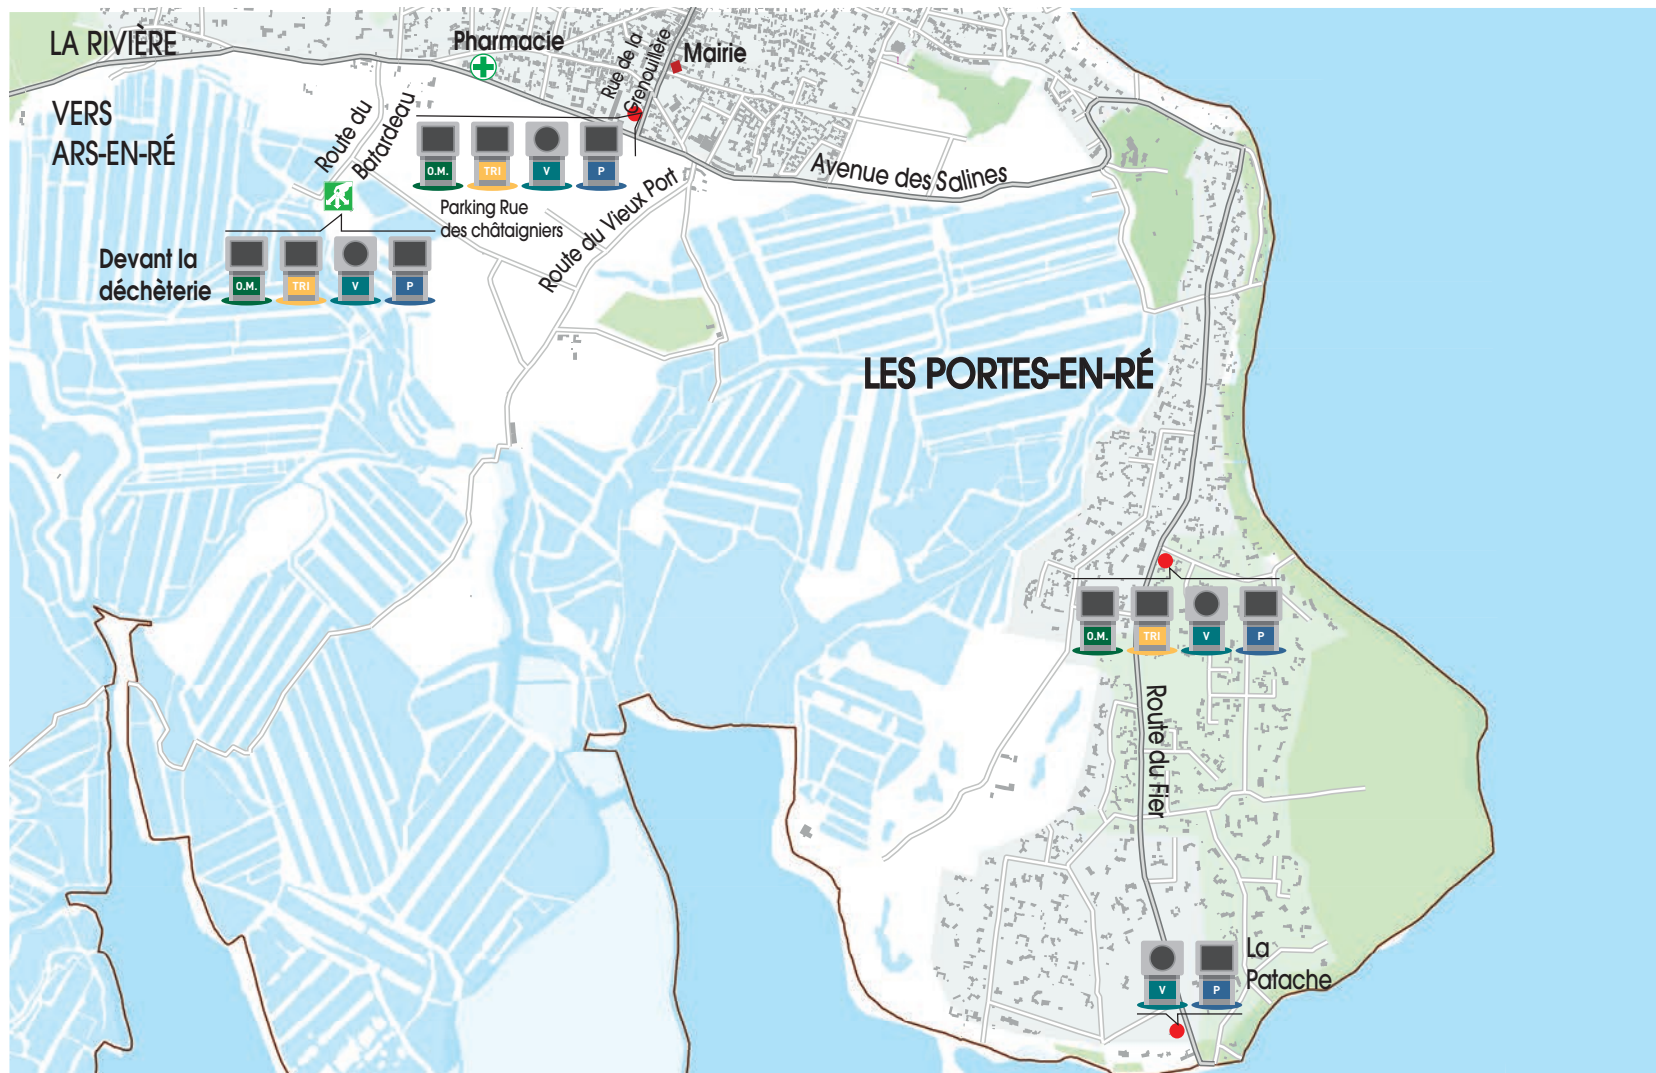 LA RIVIÈRE
VERS
ARS-EN-RÉ
Pharmacie
Rue de la
Grenouillère
Mairie
Route du
Batardeau
O.M. TRI V P
Parking Rue
des châtaigniers
Avenue des Salines
Route du Vieux Port
Devant la
déchèterie
O.M. TRI V P
LES PORTES-EN-RÉ
O.M. TRI V P
Route du Fier
V P
La
Patache